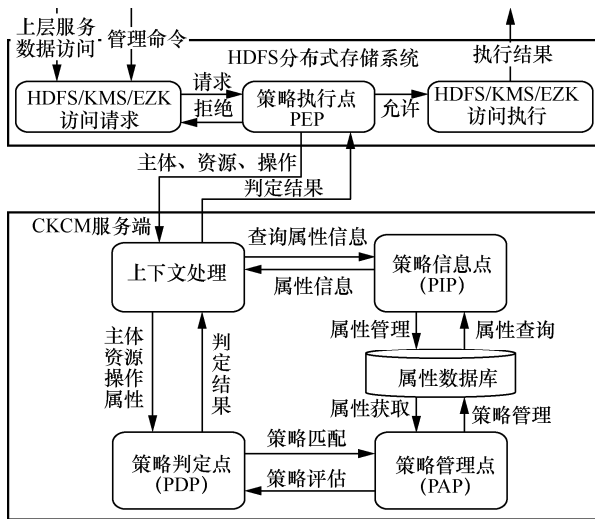 上层服务
数据访问
管理命令
执行结果
HDFS分布式存储系统
HDFS/KMS/EZK
访问请求
请求
拒绝
策略执行点
PEP
允许
HDFS/KMS/EZK
访问执行
主体、资源、操作
判定结果
CKCM服务端
上下文处理
查询属性信息
属性信息
策略信息点
(PIP)
主体
资源
操作
属性
判
定
结
果
属性管理
属性查询
属性数据库
属性获取
策略管理
策略判定点
(PDP)
策略匹配
策略评估
策略管理点
(PAP)